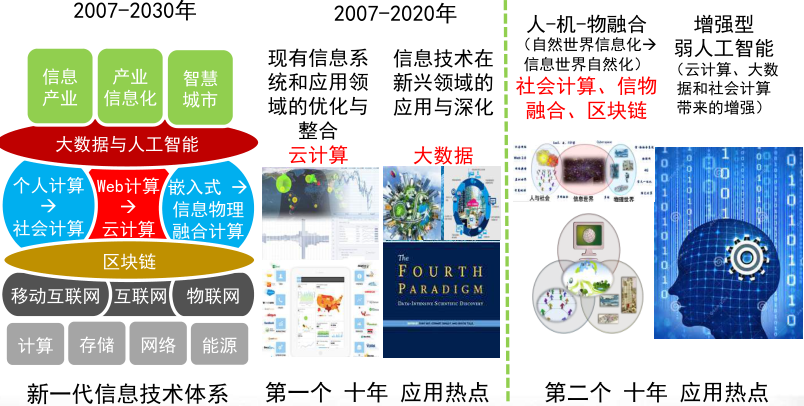 2007-2030年
信息
产业
产业
信息化
智慧
城市
大数据与人工智能
个人计算
→
社会计算
Web计算
→
云计算
嵌入式 →
信息物理
融合计算
区块链
移动互联网
互联网
物联网
计算
存储
网络
能源
新一代信息技术体系
2007-2020年
现有信息系
统和应用领
域的优化与
整合
云计算
信息技术在
新兴领域的
应用与深化
大数据
The
FOURTH
PARADIGM
DATA-INTENSIVE SCIENTIFIC DISCOVERY
第一个 十年 应用热点
人-机-物融合
（自然世界信息化→
信息世界自然化）
社会计算、信物
融合、区块链
人与社会
信息世界
物理世界
增强型
弱人工智能
（云计算、大数
据和社会计算
带来的增强）
第二个 十年 应用热点